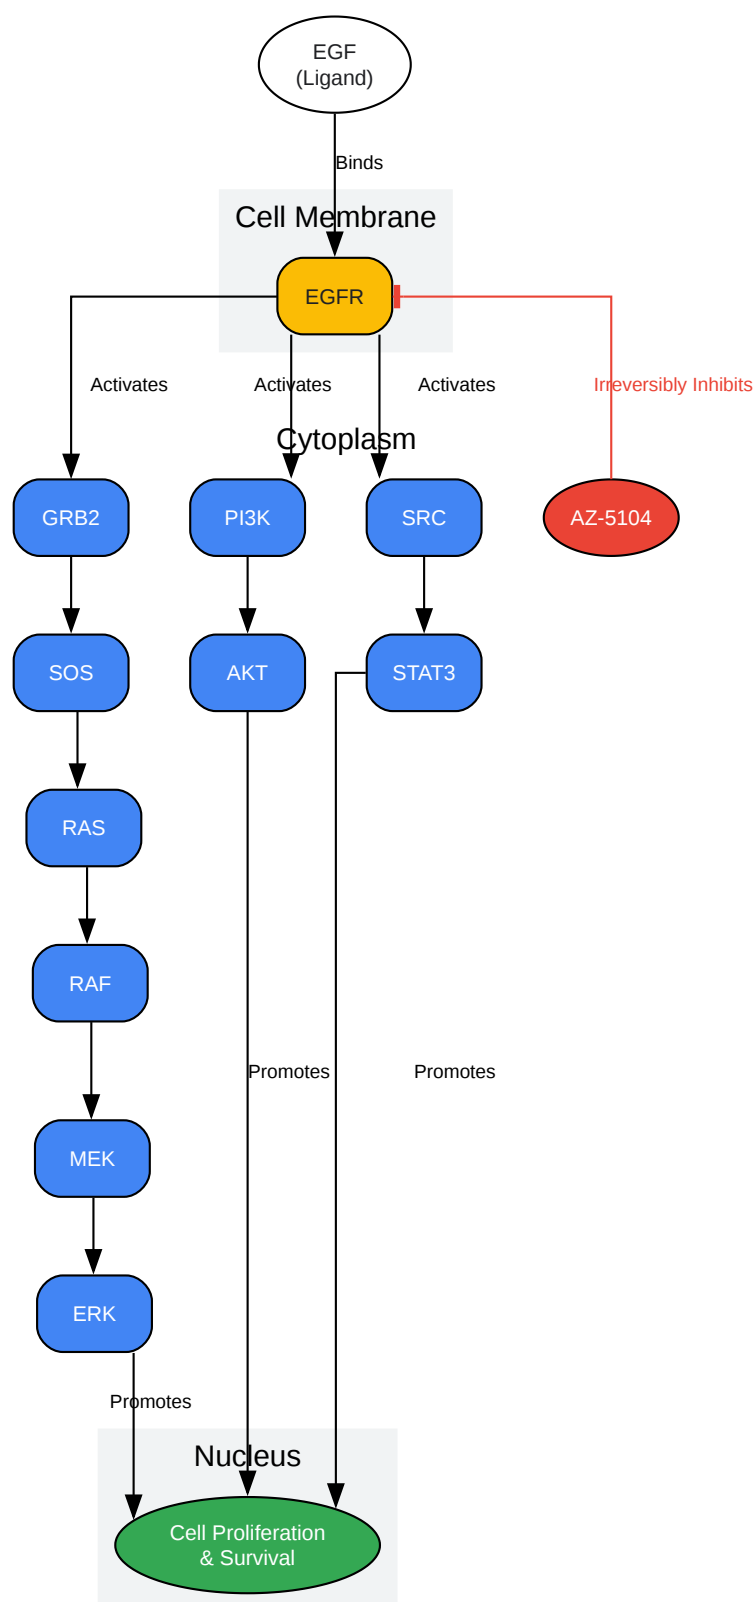 EGF
(Ligand)
Binds
Cell Membrane
EGFR
Activates
Activates
Activates
Irreversibly Inhibits
Cytoplasm
GRB2
PI3K
SRC
AZ-5104
SOS
AKT
STAT3
RAS
RAF
Promotes
Promotes
MEK
ERK
Promotes
Nucleus
Cell Proliferation
& Survival